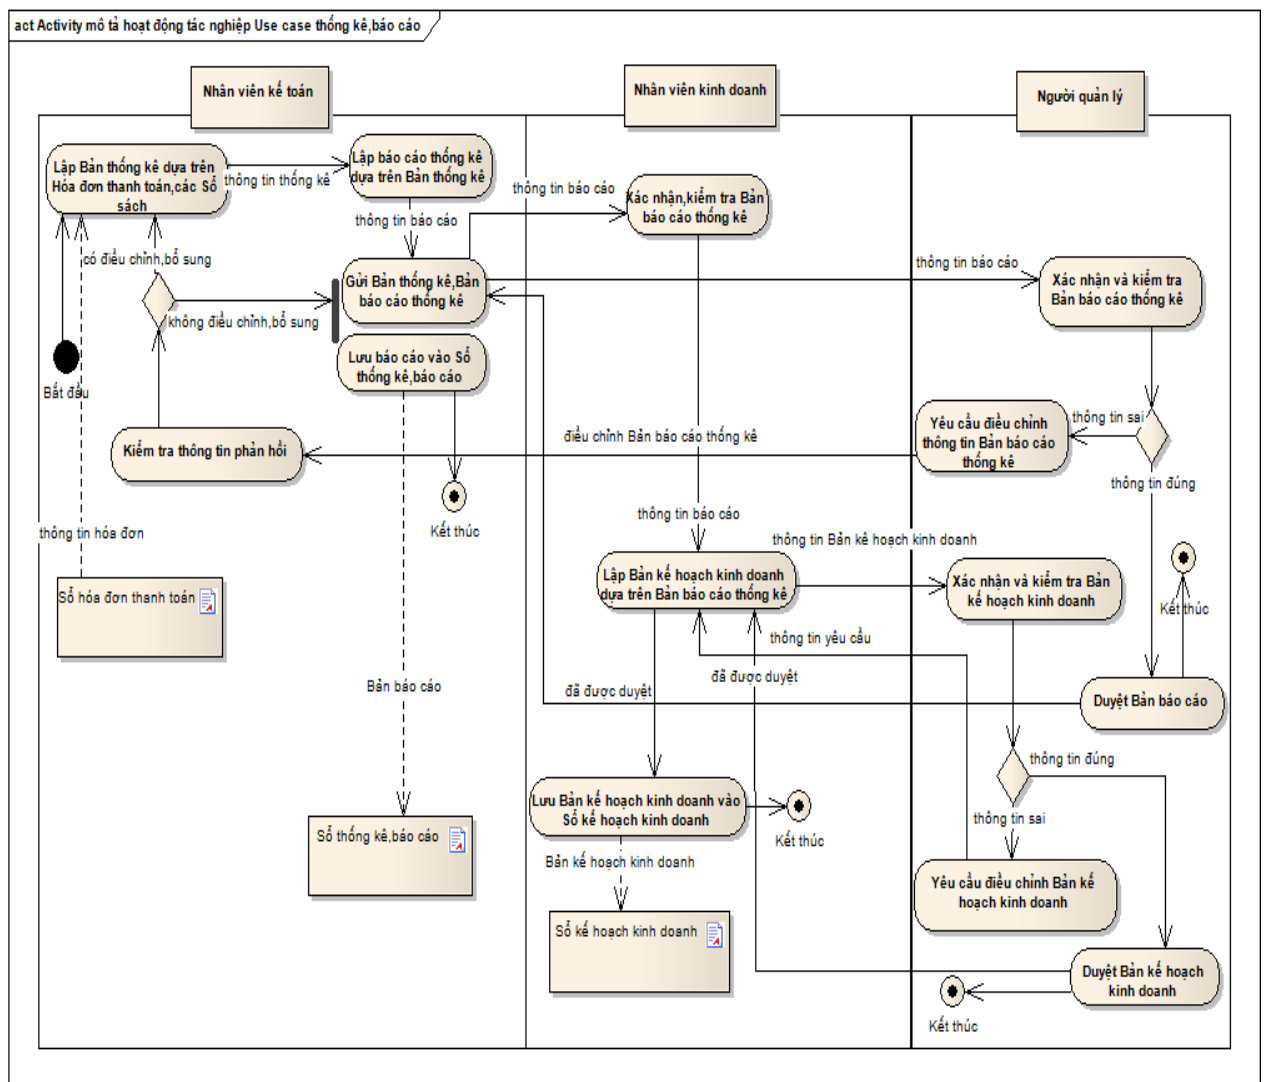 act Activity mô tả hoạt động tác nghiệp Use case thống kê,báo cáo
Nhân viên kế toán
Nhân viên kinh doanh
Người quản lý
Lập Bản thống kê dựa trên
Hóa đơn thanh toán,các Sổ
sách
thông tin thống kê
Lập báo cáo thống kê
dựa trên Bản thống kê
thông tin báo cáo
thông tin báo cáo
Xác nhận,kiểm tra Bản
báo cáo thống kê
có điều chỉnh,bổ sung
Gửi Bản thống kê,Bản
báo cáo thống kê
thông tin báo cáo
Xác nhận và kiểm tra
Bản báo cáo thống kê
không điều chỉnh,bổ sung
Lưu báo cáo vào Sổ
thống kê,báo cáo
Bắt đầu
Kiểm tra thông tin phản hồi
điều chỉnh Bản báo cáo thống kê
Yêu cầu điều chỉnh
thông tin Bản báo cáo
thống kê
thông tin sai
thông tin đúng
Kết thúc
thông tin hóa đơn
thông tin báo cáo
thông tin Bản kế hoạch kinh doanh
Sổ hóa đơn thanh toán
Lập Bản kế hoạch kinh doanh
dựa trên Bản báo cáo thống kê
Xác nhận và kiểm tra Bản
kế hoạch kinh doanh
Kết thúc
thông tin yêu cầu
đã được duyệt
đã được duyệt
Bản báo cáo
Duyệt Bản báo cáo
thông tin đúng
Lưu Bản kế hoạch kinh doanh vào
Sổ kế hoạch kinh doanh
Kết thúc
thông tin sai
Sổ thống kê,báo cáo
Bản kế hoạch kinh doanh
Yêu cầu điều chỉnh Bản kế
hoạch kinh doanh
Sổ kế hoạch kinh doanh
Duyệt Bản kế hoạch
kinh doanh
Kết thúc